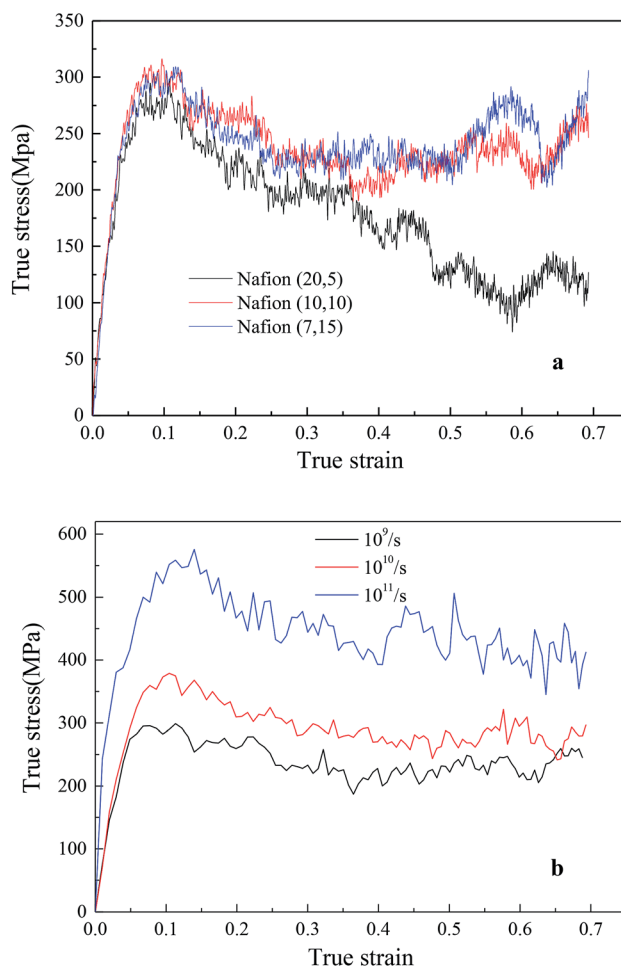 350
300
250
200
150
100
50
0
True stress(Mpa)
Nafion (20,5)
Nafion (10,10)
Nafion (7,15)
a
0.0 0.1 0.2 0.3 0.4 0.5 0.6 0.7
True strain
600
500
400
300
200
100
0
True stress(MPa)
10⁹/s
10¹⁰/s
10¹¹/s
b
0.0 0.1 0.2 0.3 0.4 0.5 0.6 0.7
True strain